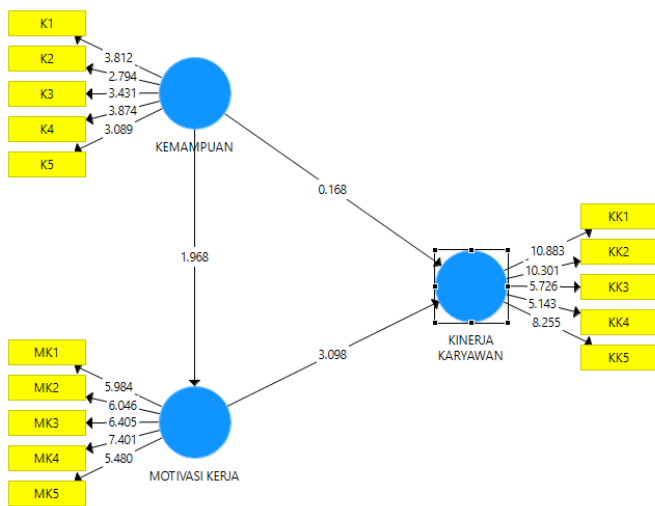 K1
K2
K3
K4
K5
3.812
2.794
3.431
3.874
3.089
KEMAMPUAN
0.168
1.968
KK1
KK2
KK3
KK4
KK5
10.883
10.301
5.726
5.143
8.255
KINERJA
KARYAWAN
3.098
MK1
MK2
MK3
MK4
MK5
5.984
6.046
6.405
7.401
5.480
MOTIVASI KERJA